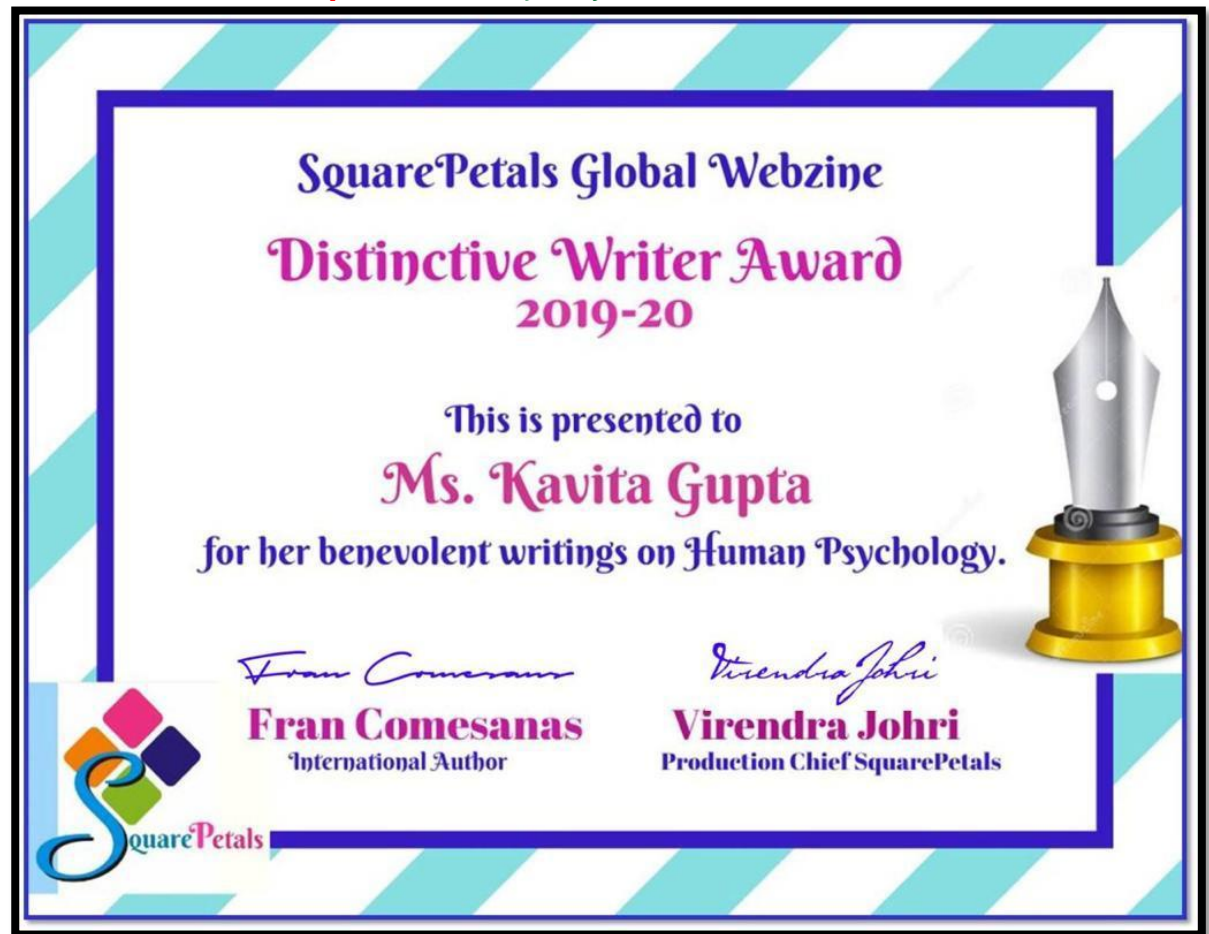 SquarePetals Global Webzine
Distinctive Writer Award
2019-20
This is presented to
Ms. Kavita Gupta
for her benevolent writings on Human Psychology.
Fran Comesanas
Virendra Johri
Fran Comesanas
Virendra Johri
International Author
Production Chief SquarePetals
SquarePetals